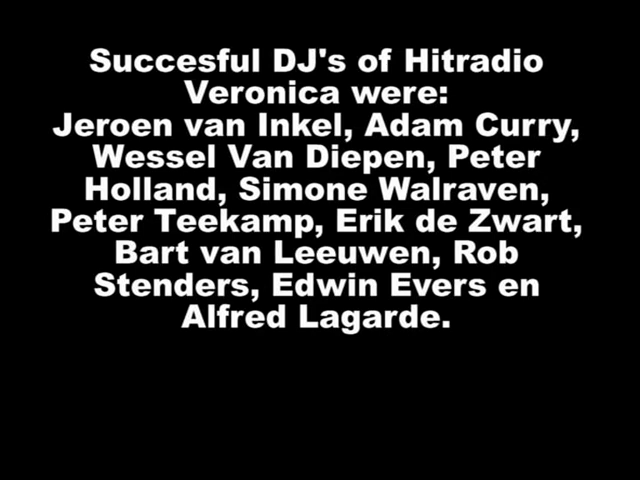 Succesful DJ's of Hitradio
Veronica were:
Jeroen van Inkel, Adam Curry,
Wessel Van Diepen, Peter
Holland, Simone Walraven,
Peter Teekamp, Erik de Zwart,
Bart van Leeuwen, Rob
Stenders, Edwin Evers en
Alfred Lagarde.